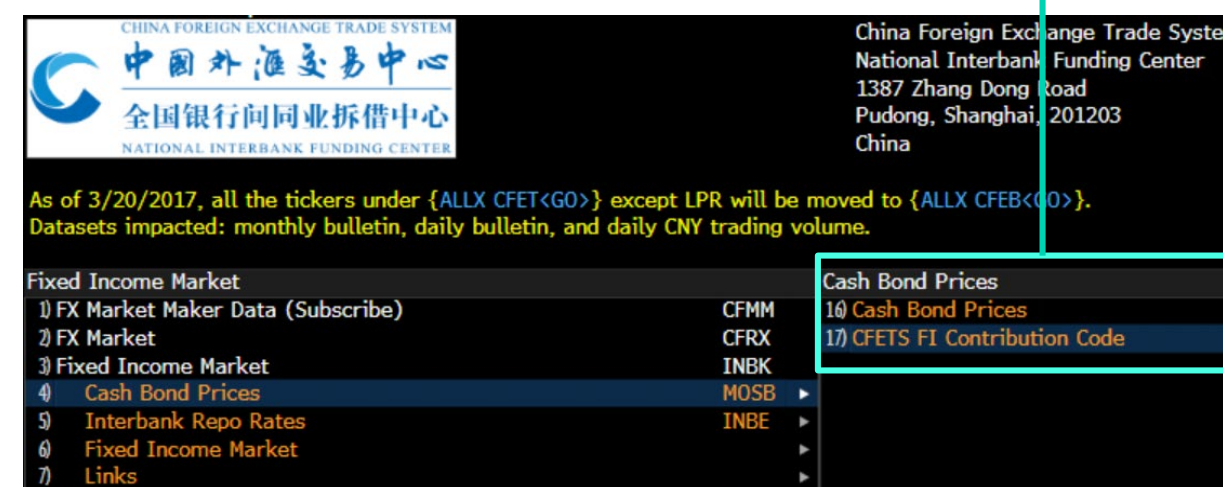 CHINA FOREIGN EXCHANGE TRADE SYSTEM
中國外滙交易中心
全国银行间同业拆借中心
NATIONAL INTERBANK FUNDING CENTER
China Foreign Exchange Trade Syste
National Interbank Funding Center
1387 Zhang Dong Road
Pudong, Shanghai, 201203
China
As of 3/20/2017, all the tickers under {ALLX CFET<GO>} except LPR will be moved to {ALLX CFEB<GO>}.
Datasets impacted: monthly bulletin, daily bulletin, and daily CNY trading volume.
Fixed Income Market
1) FX Market Maker Data (Subscribe) CFMM
2) FX Market CFRX
3) Fixed Income Market INBK
4) Cash Bond Prices MOSB
5) Interbank Repo Rates INBE
6) Fixed Income Market
7) Links
Cash Bond Prices
16) Cash Bond Prices
17) CFETS FI Contribution Code